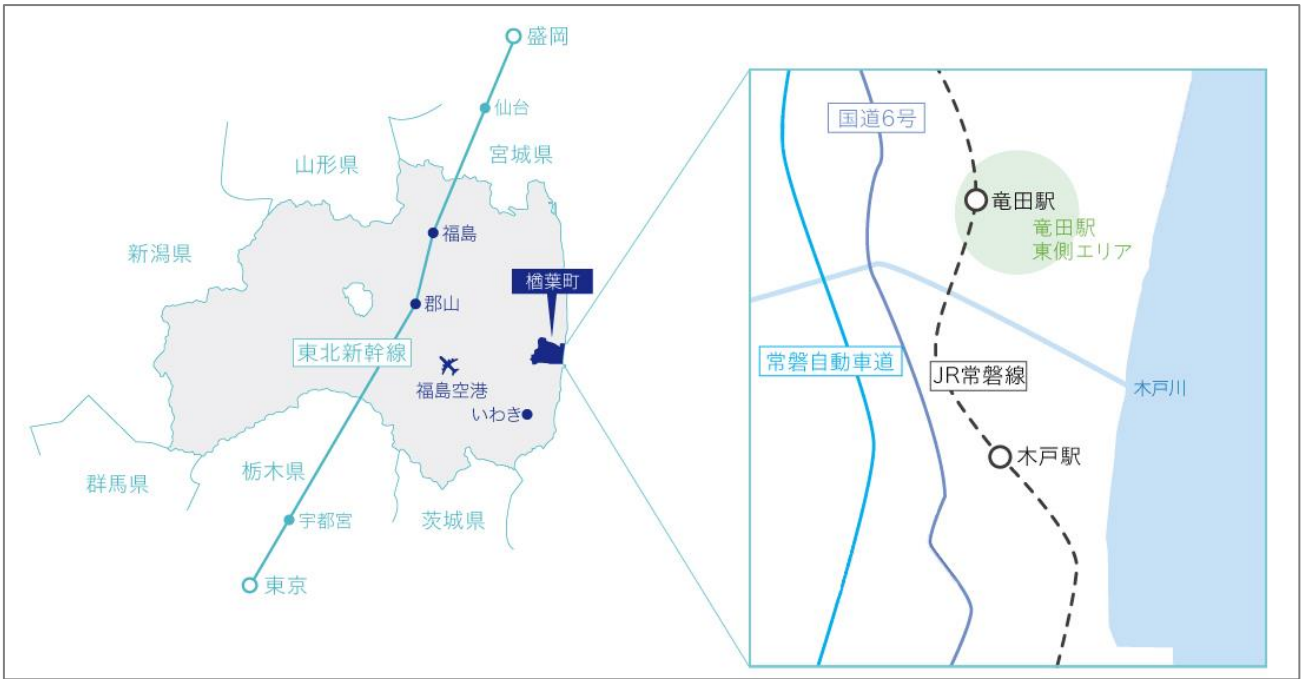 盛岡
仙台
宮城県
山形県
福島
新潟県
楢葉町
郡山
東北新幹線
福島空港
いわき
栃木県
群馬県
茨城県
宇都宮
東京
国道6号
竜田駅
竜田駅
東側エリア
常磐自動車道
JR常磐線
木戸川
木戸駅